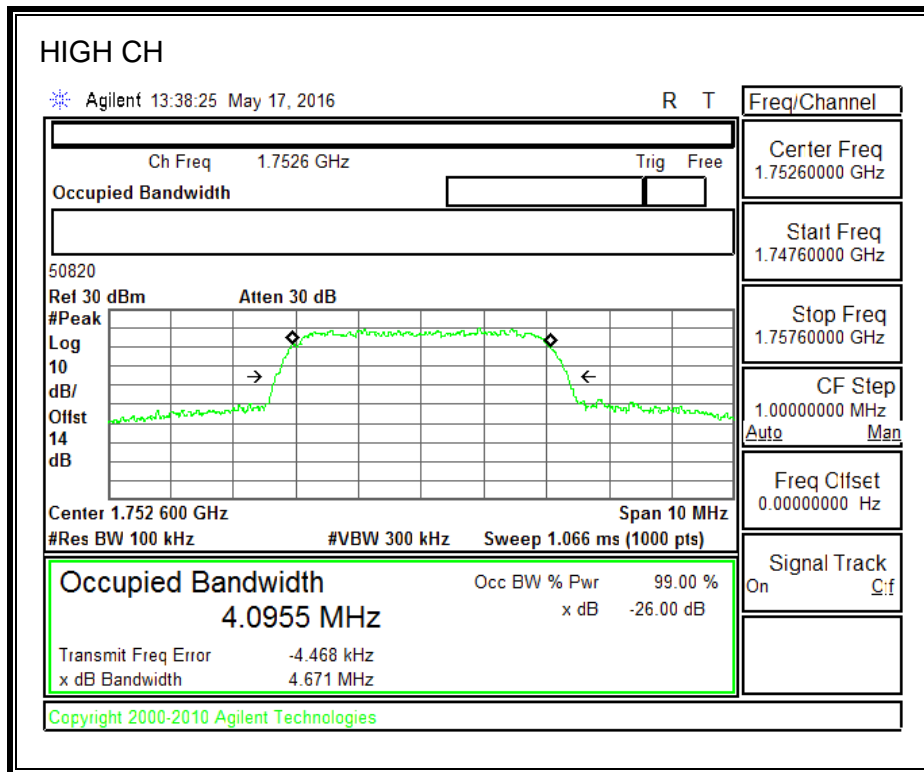 HIGH CH
Agilent 13:38:25 May 17, 2016 R T
Freq/Channel
Ch Freq 1.7526 GHz Trig Free
Occupied Bandwidth
Center Freq
1.75260000 GHz
Start Freq
1.74760000 GHz
Stop Freq
1.75760000 GHz
CF Step
1.00000000 MHz
Auto Man
Freq Offset
0.00000000 Hz
Signal Track
On Off
50820
Ref 30 dBm Atten 30 dB
#Peak
Log
10
dB/
Offst
14
dB
Center 1.752 600 GHz Span 10 MHz
#Res BW 100 kHz #VBW 300 kHz Sweep 1.066 ms (1000 pts)
Occupied Bandwidth
4.0955 MHz
Occ BW % Pwr 99.00 %
x dB -26.00 dB
Transmit Freq Error -4.468 kHz
x dB Bandwidth 4.671 MHz
Copyright 2000-2010 Agilent Technologies